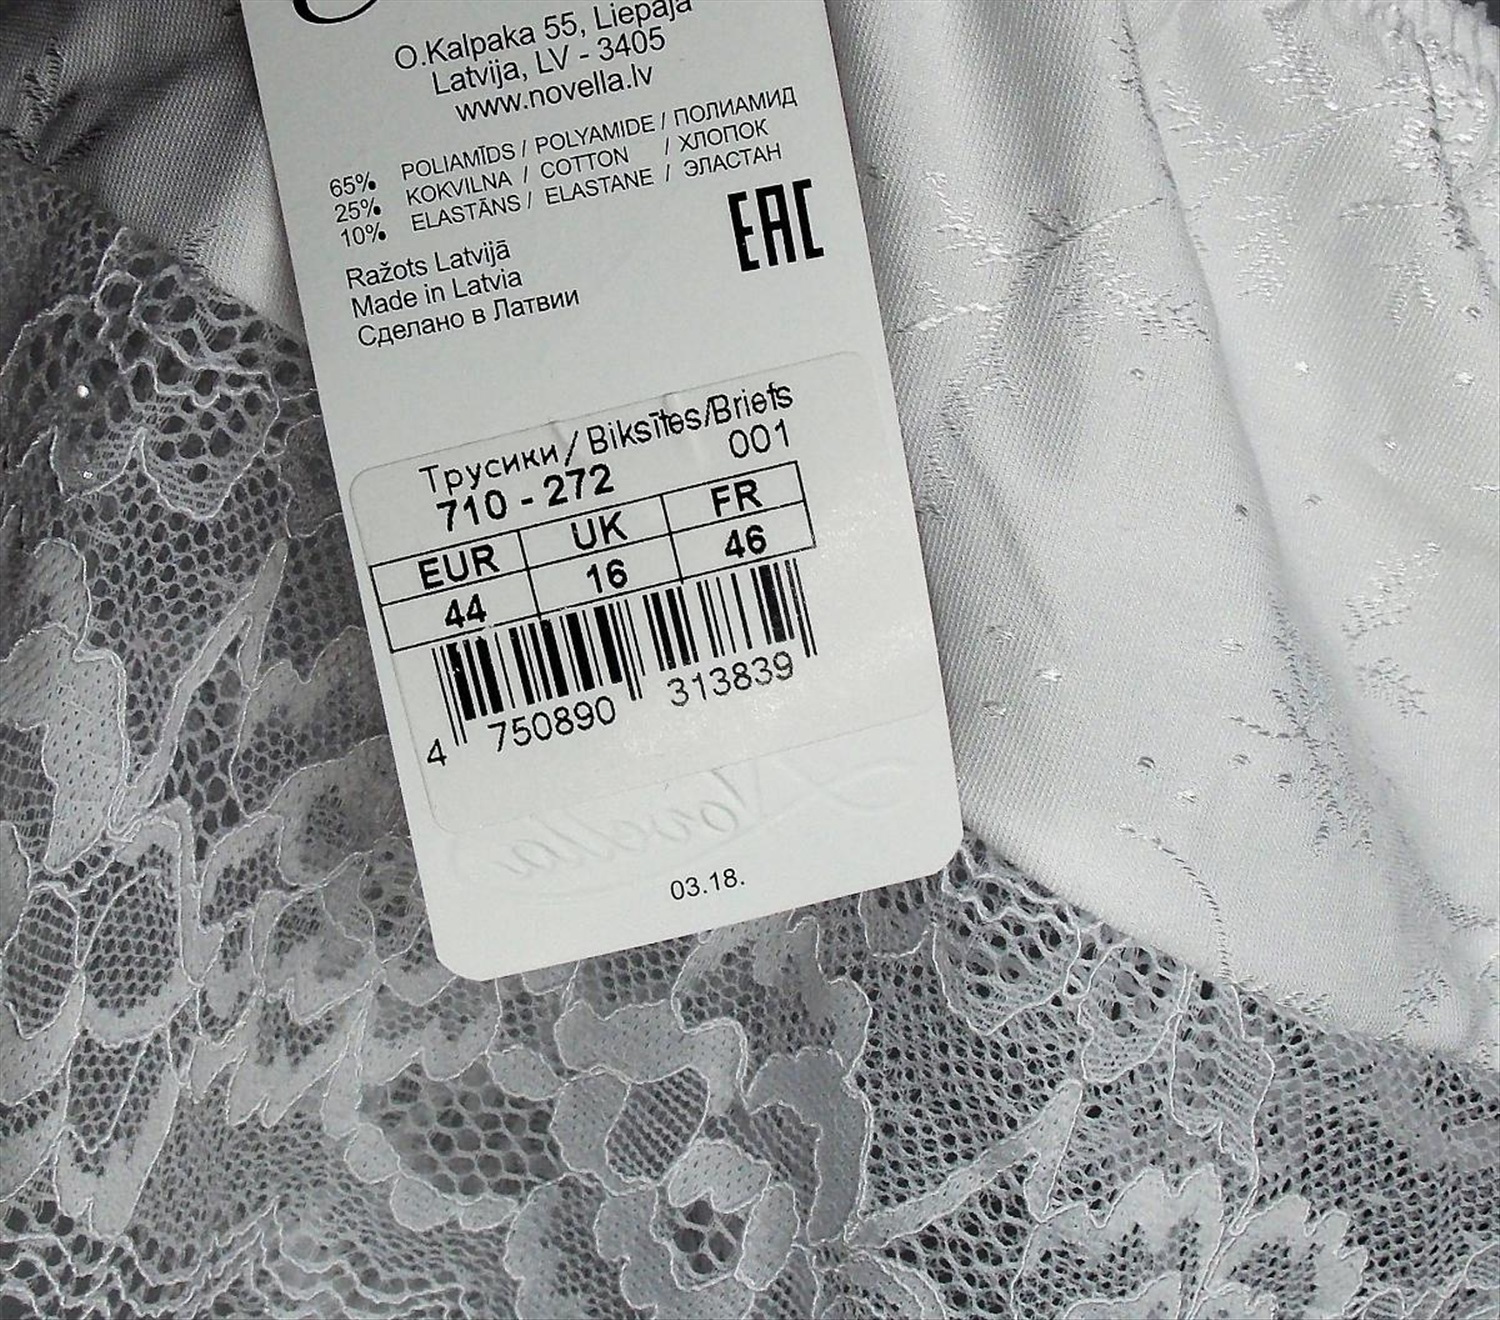 O.Kalpaka 55, Liepāja
Latvija, LV - 3405
www.novella.lv
65% POLIAMĪDS / POLYAMIDE / ПОЛИАМИД
25% KOKVILNA / COTTON / ХЛОПОК
10% ELASTĀNS / ELASTANE / ЭЛАСТАН
EAC
Ražots Latvijā
Made in Latvia
Сделано в Латвии
Трусики/Biksītes/Briefs
710 - 272 001
EUR UK FR
44 16 46
4 750890 313839
Novella
03.18.